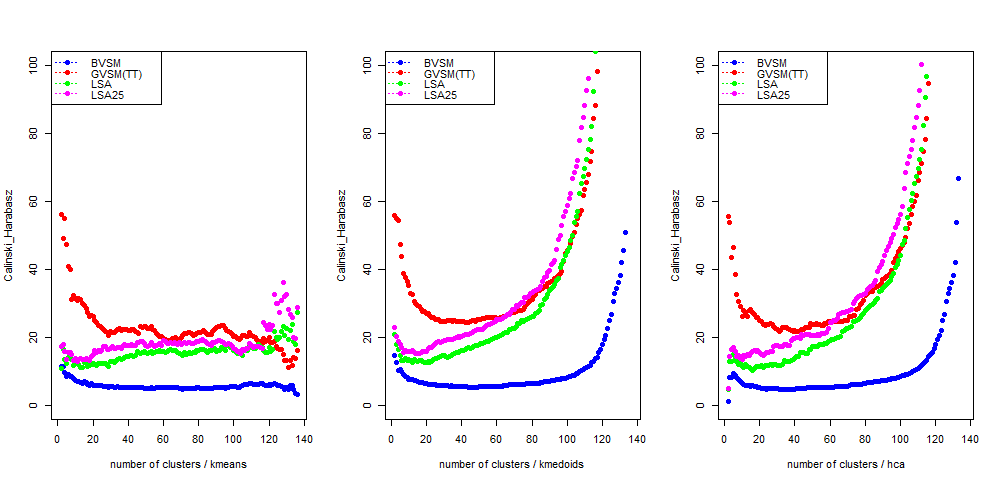 BVSM
GVSM(TT)
LSA
LSA25
Calinski_Harabasz
0
20
40
60
80
100
0 20 40 60 80 100 120 140
number of clusters / kmeans
BVSM
GVSM(TT)
LSA
LSA25
Calinski_Harabasz
0
20
40
60
80
100
0 20 40 60 80 100 120 140
number of clusters / kmedoids
BVSM
GVSM(TT)
LSA
LSA25
Calinski_Harabasz
0
20
40
60
80
100
0 20 40 60 80 100 120 140
number of clusters / hca